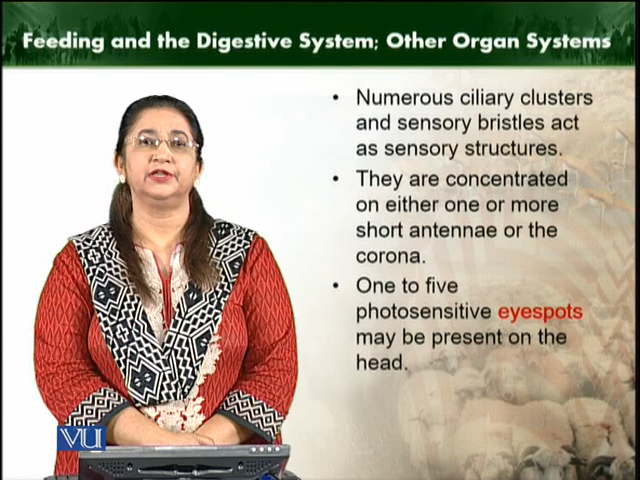 Feeding and the Digestive System; Other Organ Systems
• Numerous ciliary clusters
and sensory bristles act
as sensory structures.
• They are concentrated
on either one or more
short antennae or the
corona.
• One to five
photosensitive eyespots
may be present on the
head.
VU